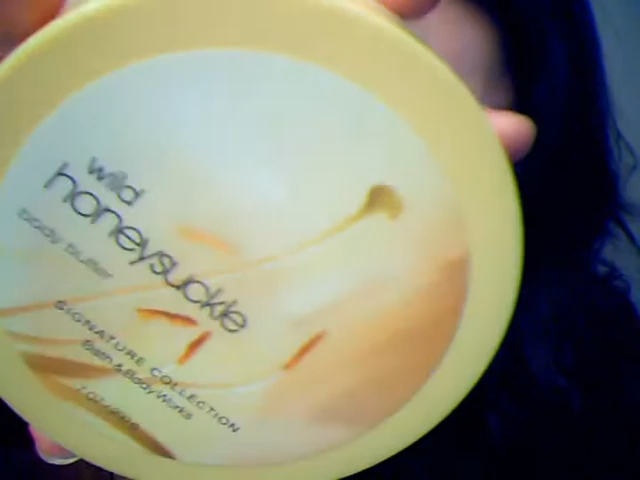 wild
honeysuckle
body butter
SIGNATURE COLLECTION
Bath & Body Works